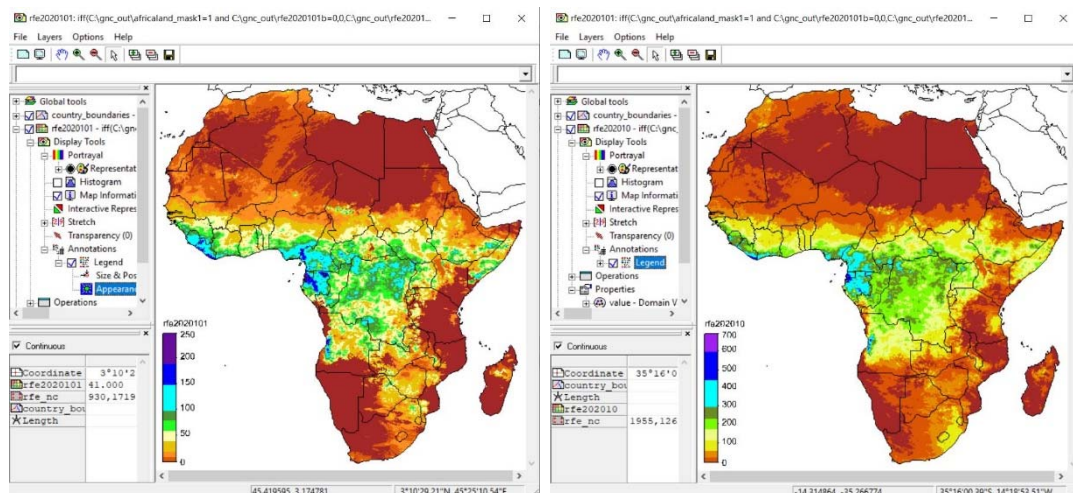 rfe2020101: iff(C:\gnc_out\africaland_mask1=1 and C:\gnc_out\rfe2020101b=0,0,C:\gnc_out\rfe20201...
File Layers Options Help
Global tools
country_boundaries -
rfe2020101 - iff(C:\gn
Display Tools
Portrayal
Representat
Histogram
Map Information
Interactive Repres
Stretch
Transparency (0)
Annotations
Legend
Size & Pos
Appearanc
Operations
Continuous
Coordinate 3°10'2
rfe2020101 41.000
rfe_nc 930,1719
country_bou
Length
rfe2020101
250
200
150
100
50
0
45.419595, 3.174781
3°10'29.21"N, 45°25'10.54"E
rfe2020101: iff(C:\gnc_out\africaland_mask1=1 and C:\gnc_out\rfe2020101b=0,0,C:\gnc_out\rfe20201...
File Layers Options Help
Global tools
country_boundaries -
rfe202010 - iff(C:\gnc_
Display Tools
Portrayal
Representat
Histogram
Map Information
Interactive Repres
Stretch
Transparency (0)
Annotations
Legend
Operations
Properties
value - Domain V
Continuous
Coordinate 35°16'0
country_bou
Length
rfe202010
rfe_nc 1955,126
rfe202010
700
600
500
400
300
200
100
0
-14.314864, -35.266774
35°16'00.39"S, 14°18'53.51"W